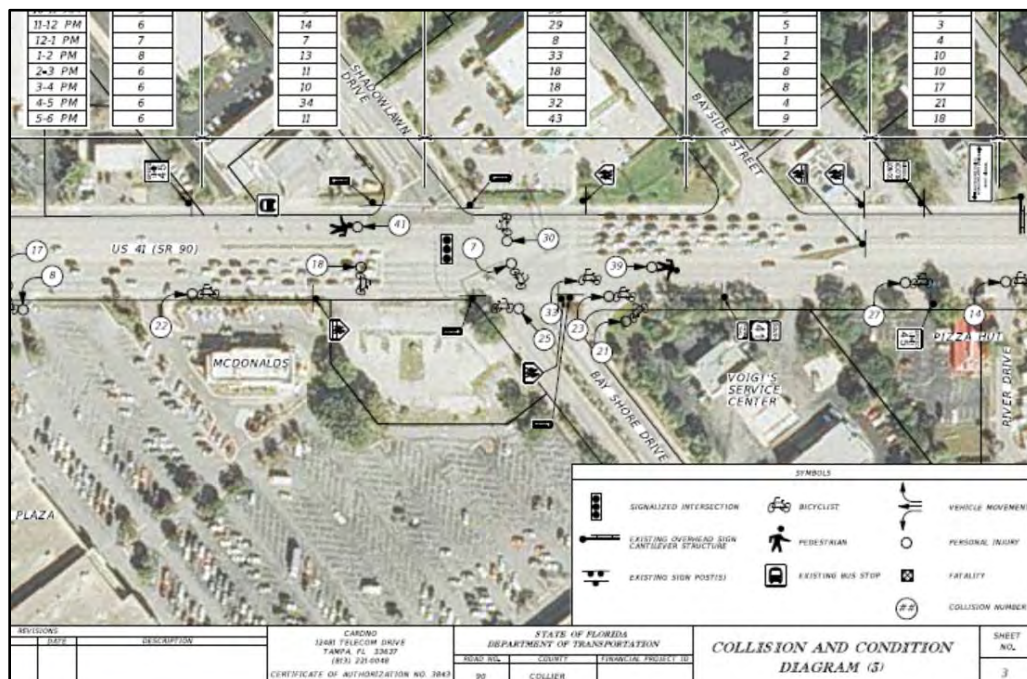 11-12 PM 6 14 29 5 3
12-1 PM 7 7 8 1 4
1-2 PM 8 13 33 2 10
2-3 PM 6 11 18 8 10
3-4 PM 6 10 18 8 17
4-5 PM 6 34 32 4 21
5-6 PM 6 11 43 9 18
SHADOWLAWN
DRIVE
BAYSIDE STREET
45
41
30
US 41 (SR 90)
17
8
18
7
39
22
33
23
21
25
27
14
MCDONALDS
45
PIZZA HUT
VOIGI'S
SERVICE
CENTER
BAY SHORE DRIVE
RIVER DRIVE
PLAZA
SYMBOLS
SIGNALIZED INTERSECTION
BICYCLIST
VEHICLE MOVEMENT
EXISTING OVERHEAD SIGN
CANTILEVER STRUCTURE
PEDESTRIAN
PERSONAL INJURY
EXISTING SIGN POST(S)
EXISTING BUS STOP
FATALITY
##
COLLISION NUMBER
REVISIONS
DATE DESCRIPTION
CARDNO
TELECOM DRIVE
TAMPA, FL 33637
(813) 221-0048
CERTIFICATE OF AUTHORIZATION NO. 3843
STATE OF FLORIDA
DEPARTMENT OF TRANSPORTATION
ROAD NO. COUNTY FINANCIAL PROJECT ID
90 COLLIER
COLLISION AND CONDITION
DIAGRAM (3)
SHEET
NO.
3